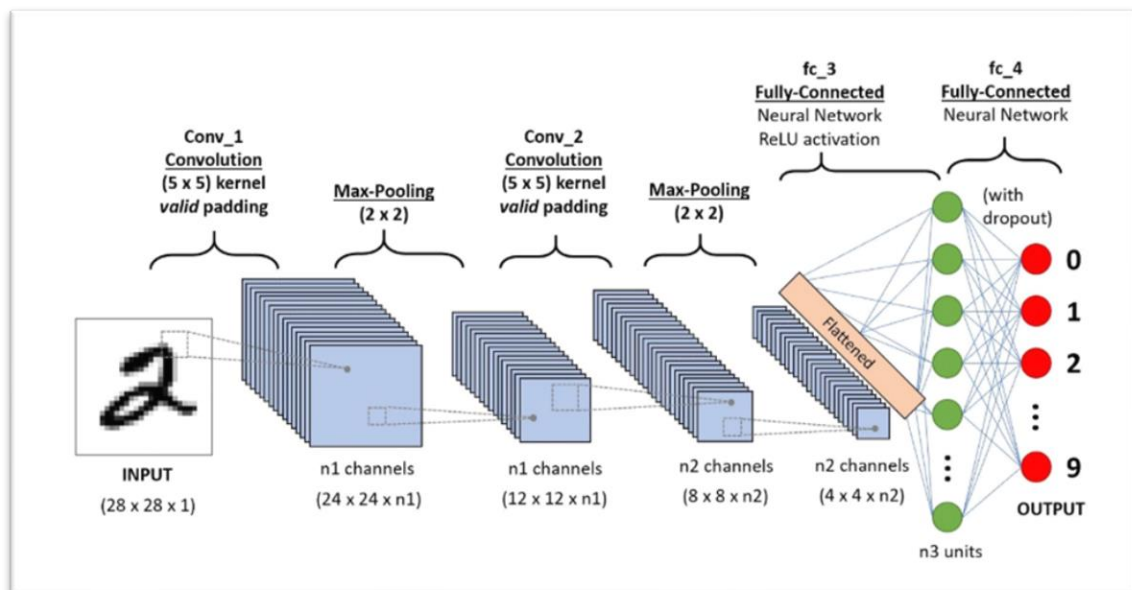 Conv_1
Convolution
(5 x 5) kernel
valid padding
Max-Pooling
(2 x 2)
Conv_2
Convolution
(5 x 5) kernel
valid padding
Max-Pooling
(2 x 2)
fc_3
Fully-Connected
Neural Network
ReLU activation
fc_4
Fully-Connected
Neural Network
(with
dropout)
INPUT
(28 x 28 x 1)
n1 channels
(24 x 24 x n1)
n1 channels
(12 x 12 x n1)
n2 channels
(8 x 8 x n2)
n2 channels
(4 x 4 x n2)
Flattened
n3 units
0
1
2
9
OUTPUT
2